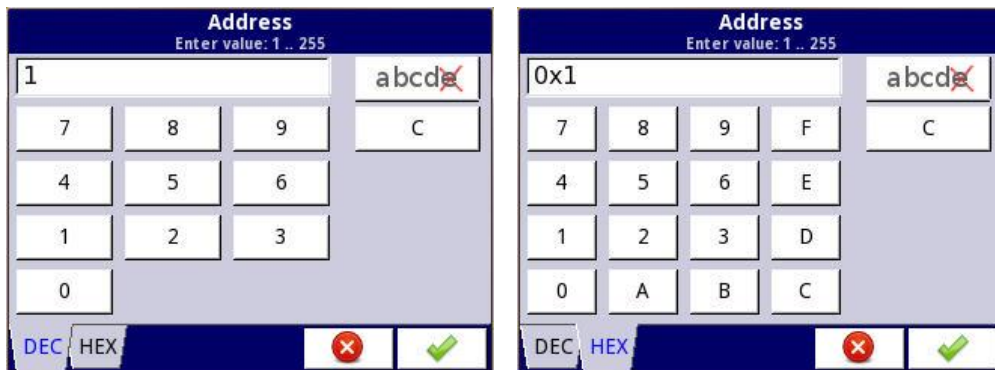 Address
Enter value: 1 .. 255
1
abcde
7 8 9 C
4 5 6
1 2 3
0
DEC HEX
Address
Enter value: 1 .. 255
0x1
abcde
7 8 9 F C
4 5 6 E
1 2 3 D
0 A B C
DEC HEX